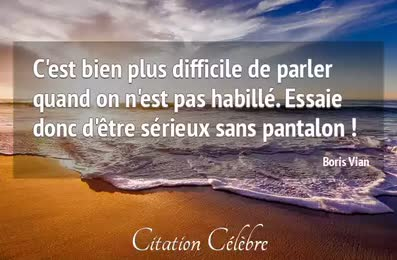 C'est bien plus difficile de parler
quand on n'est pas habillé. Essaie
donc d'être sérieux sans pantalon !
Boris Vian
Citation Célèbre